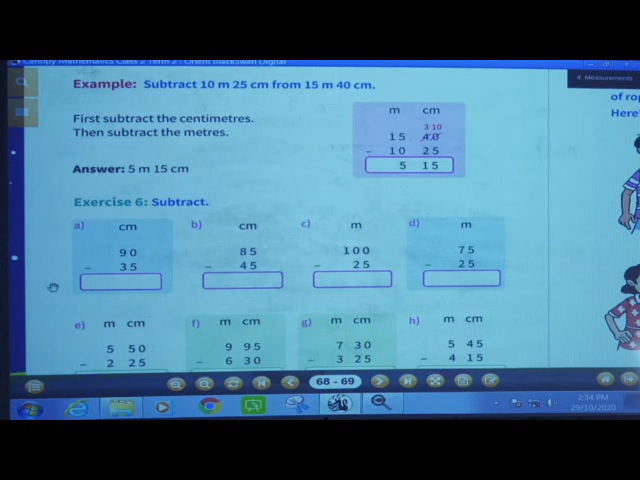 Canopy Mathematics Class 2 Term 2 : Orient BlackSwan Digital
4. Measurements
Example: Subtract 10 m 25 cm from 15 m 40 cm.
First subtract the centimetres.
Then subtract the metres.
Answer: 5 m 15 cm
m cm
3 10
15 40
– 10 25
5 15
of rop
Here'
Exercise 6: Subtract.
a) cm
90
– 35
b) cm
85
– 45
c) m
100
– 25
d) m
75
– 25
e) m cm
5 50
– 2 25
f) m cm
9 95
– 6 30
g) m cm
7 30
– 3 25
h) m cm
5 45
– 4 15
68 - 69
2:34 PM
29/10/2020